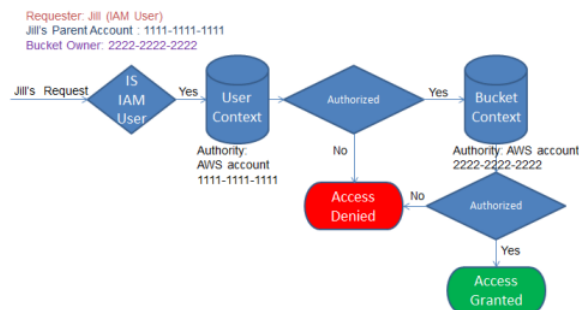 Requester: Jill (IAM User)
Jill's Parent Account : 1111-1111-1111
Bucket Owner: 2222-2222-2222
Jill's Request
IS
IAM
User
Yes
User
Context
Authorized
Yes
Bucket
Context
Authority:
AWS account
1111-1111-1111
No
Authority: AWS account
2222-2222-2222
Access
Denied
No
Authorized
Yes
Access
Granted